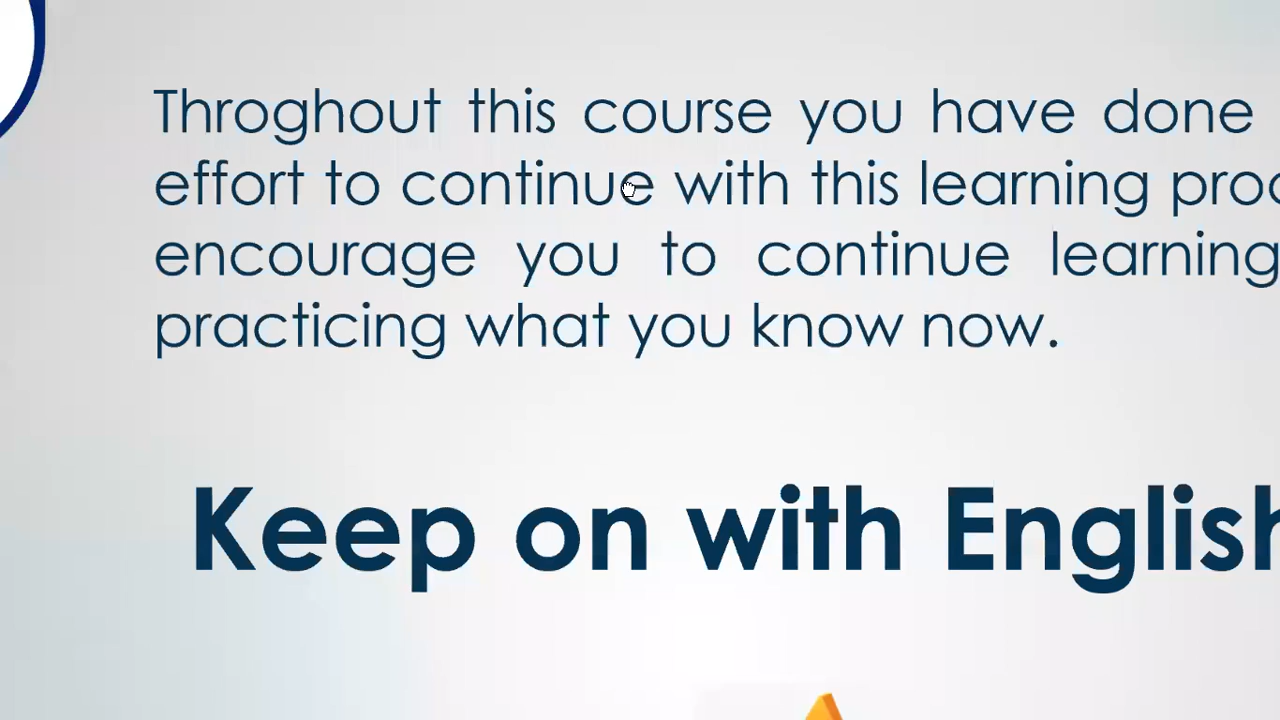 Throghout this course you have done
effort to continue with this learning
encourage you to continue learning
practicing what you know now.
Keep on with English